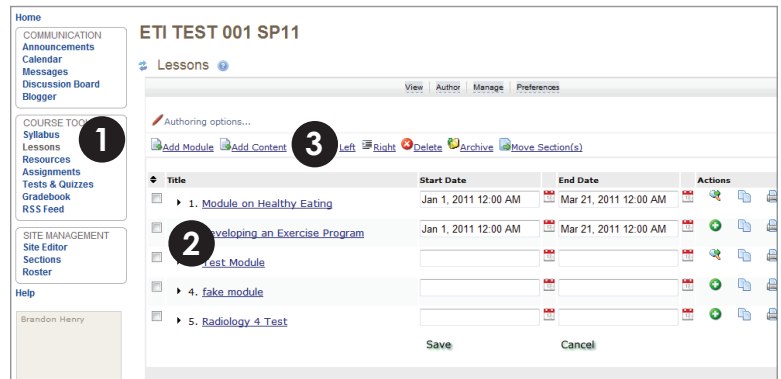 Home
COMMUNICATION
Announcements
Calendar
Messages
Discussion Board
Blogger
COURSE
Syllabus
Lessons
Resources
Assignments
Tests & Quizzes
Gradebook
RSS Feed
SITE MANAGEMENT
Site Editor
Sections
Roster
Help
Brandon Henry
1
ETI TEST 001 SP11
Lessons ?
View Author Manage Preferences
Authoring options...
Add Module Add Content 3 Left Right Delete Archive Move Section(s)
Title Start Date End Date Actions
1. Module on Healthy Eating Jan 1, 2011 12:00 AM Mar 21, 2011 12:00 AM
2 eveloping an Exercise Program Jan 1, 2011 12:00 AM Mar 21, 2011 12:00 AM
Test Module
4. fake module
5. Radiology 4 Test
Save Cancel